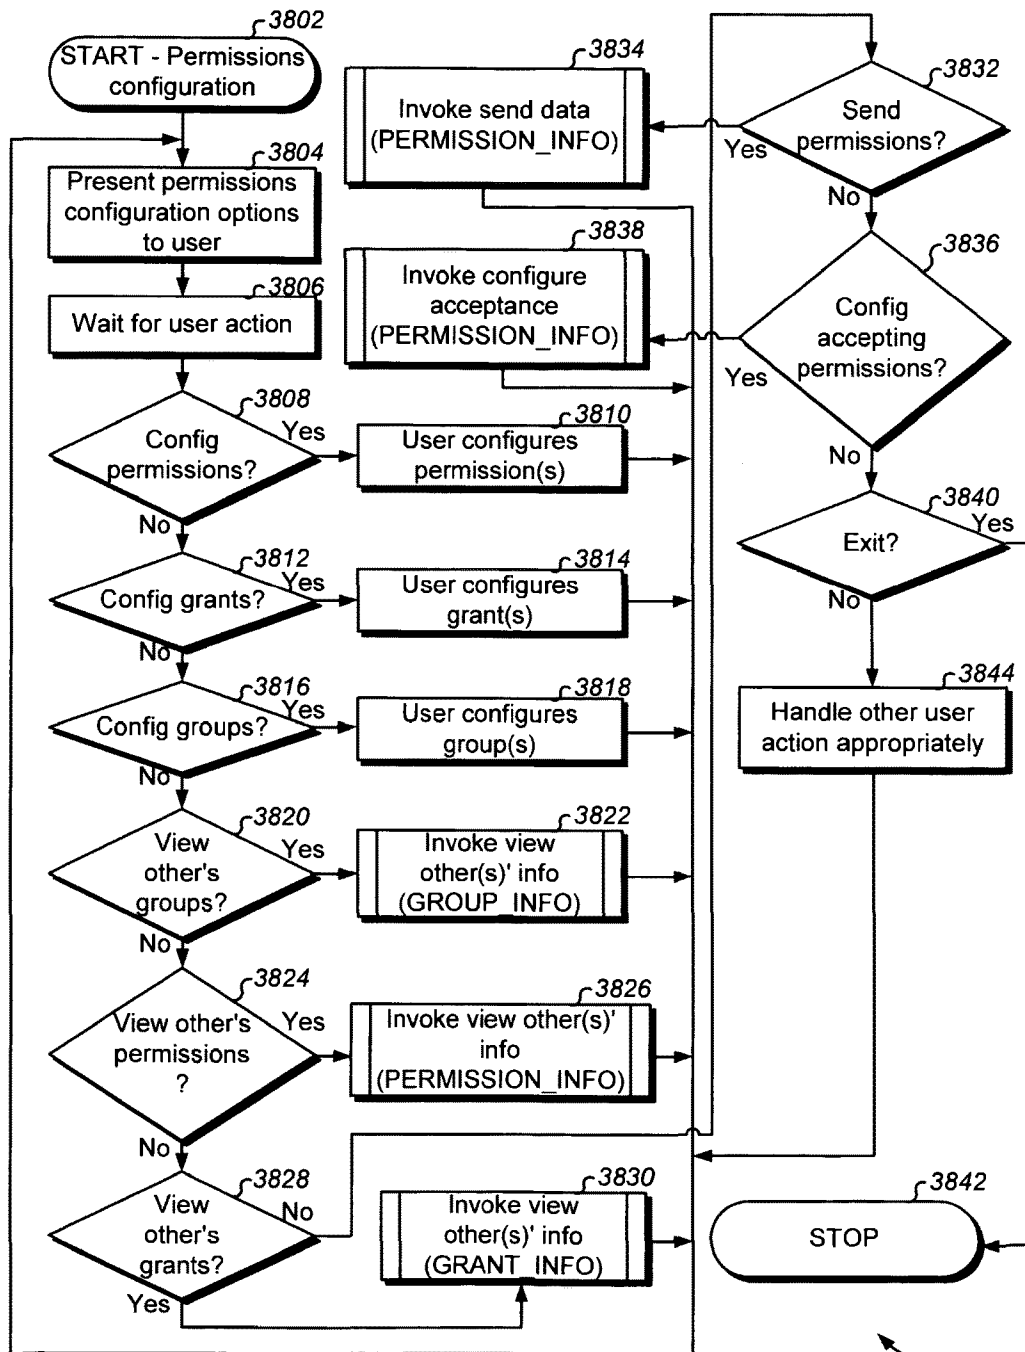 3802
START - Permissions
configuration
3804
Present permissions
configuration options
to user
3806
Wait for user action
3808
Config
permissions?
Yes
No
3810
User configures
permission(s)
3812
Config grants?
Yes
No
3814
User configures
grant(s)
3816
Config groups?
Yes
No
3818
User configures
group(s)
3820
View
other's
groups?
Yes
No
3822
Invoke view
other(s)' info
(GROUP_INFO)
3824
View other's
permissions
?
Yes
No
3826
Invoke view other(s)'
info
(PERMISSION_INFO)
3828
View
other's
grants?
No
Yes
3830
Invoke view
other(s)' info
(GRANT_INFO)
3832
Send
permissions?
Yes
No
3834
Invoke send data
(PERMISSION_INFO)
3836
Config
accepting
permissions?
Yes
No
3838
Invoke configure
acceptance
(PERMISSION_INFO)
3840
Exit?
Yes
No
3844
Handle other user
action appropriately
3842
STOP